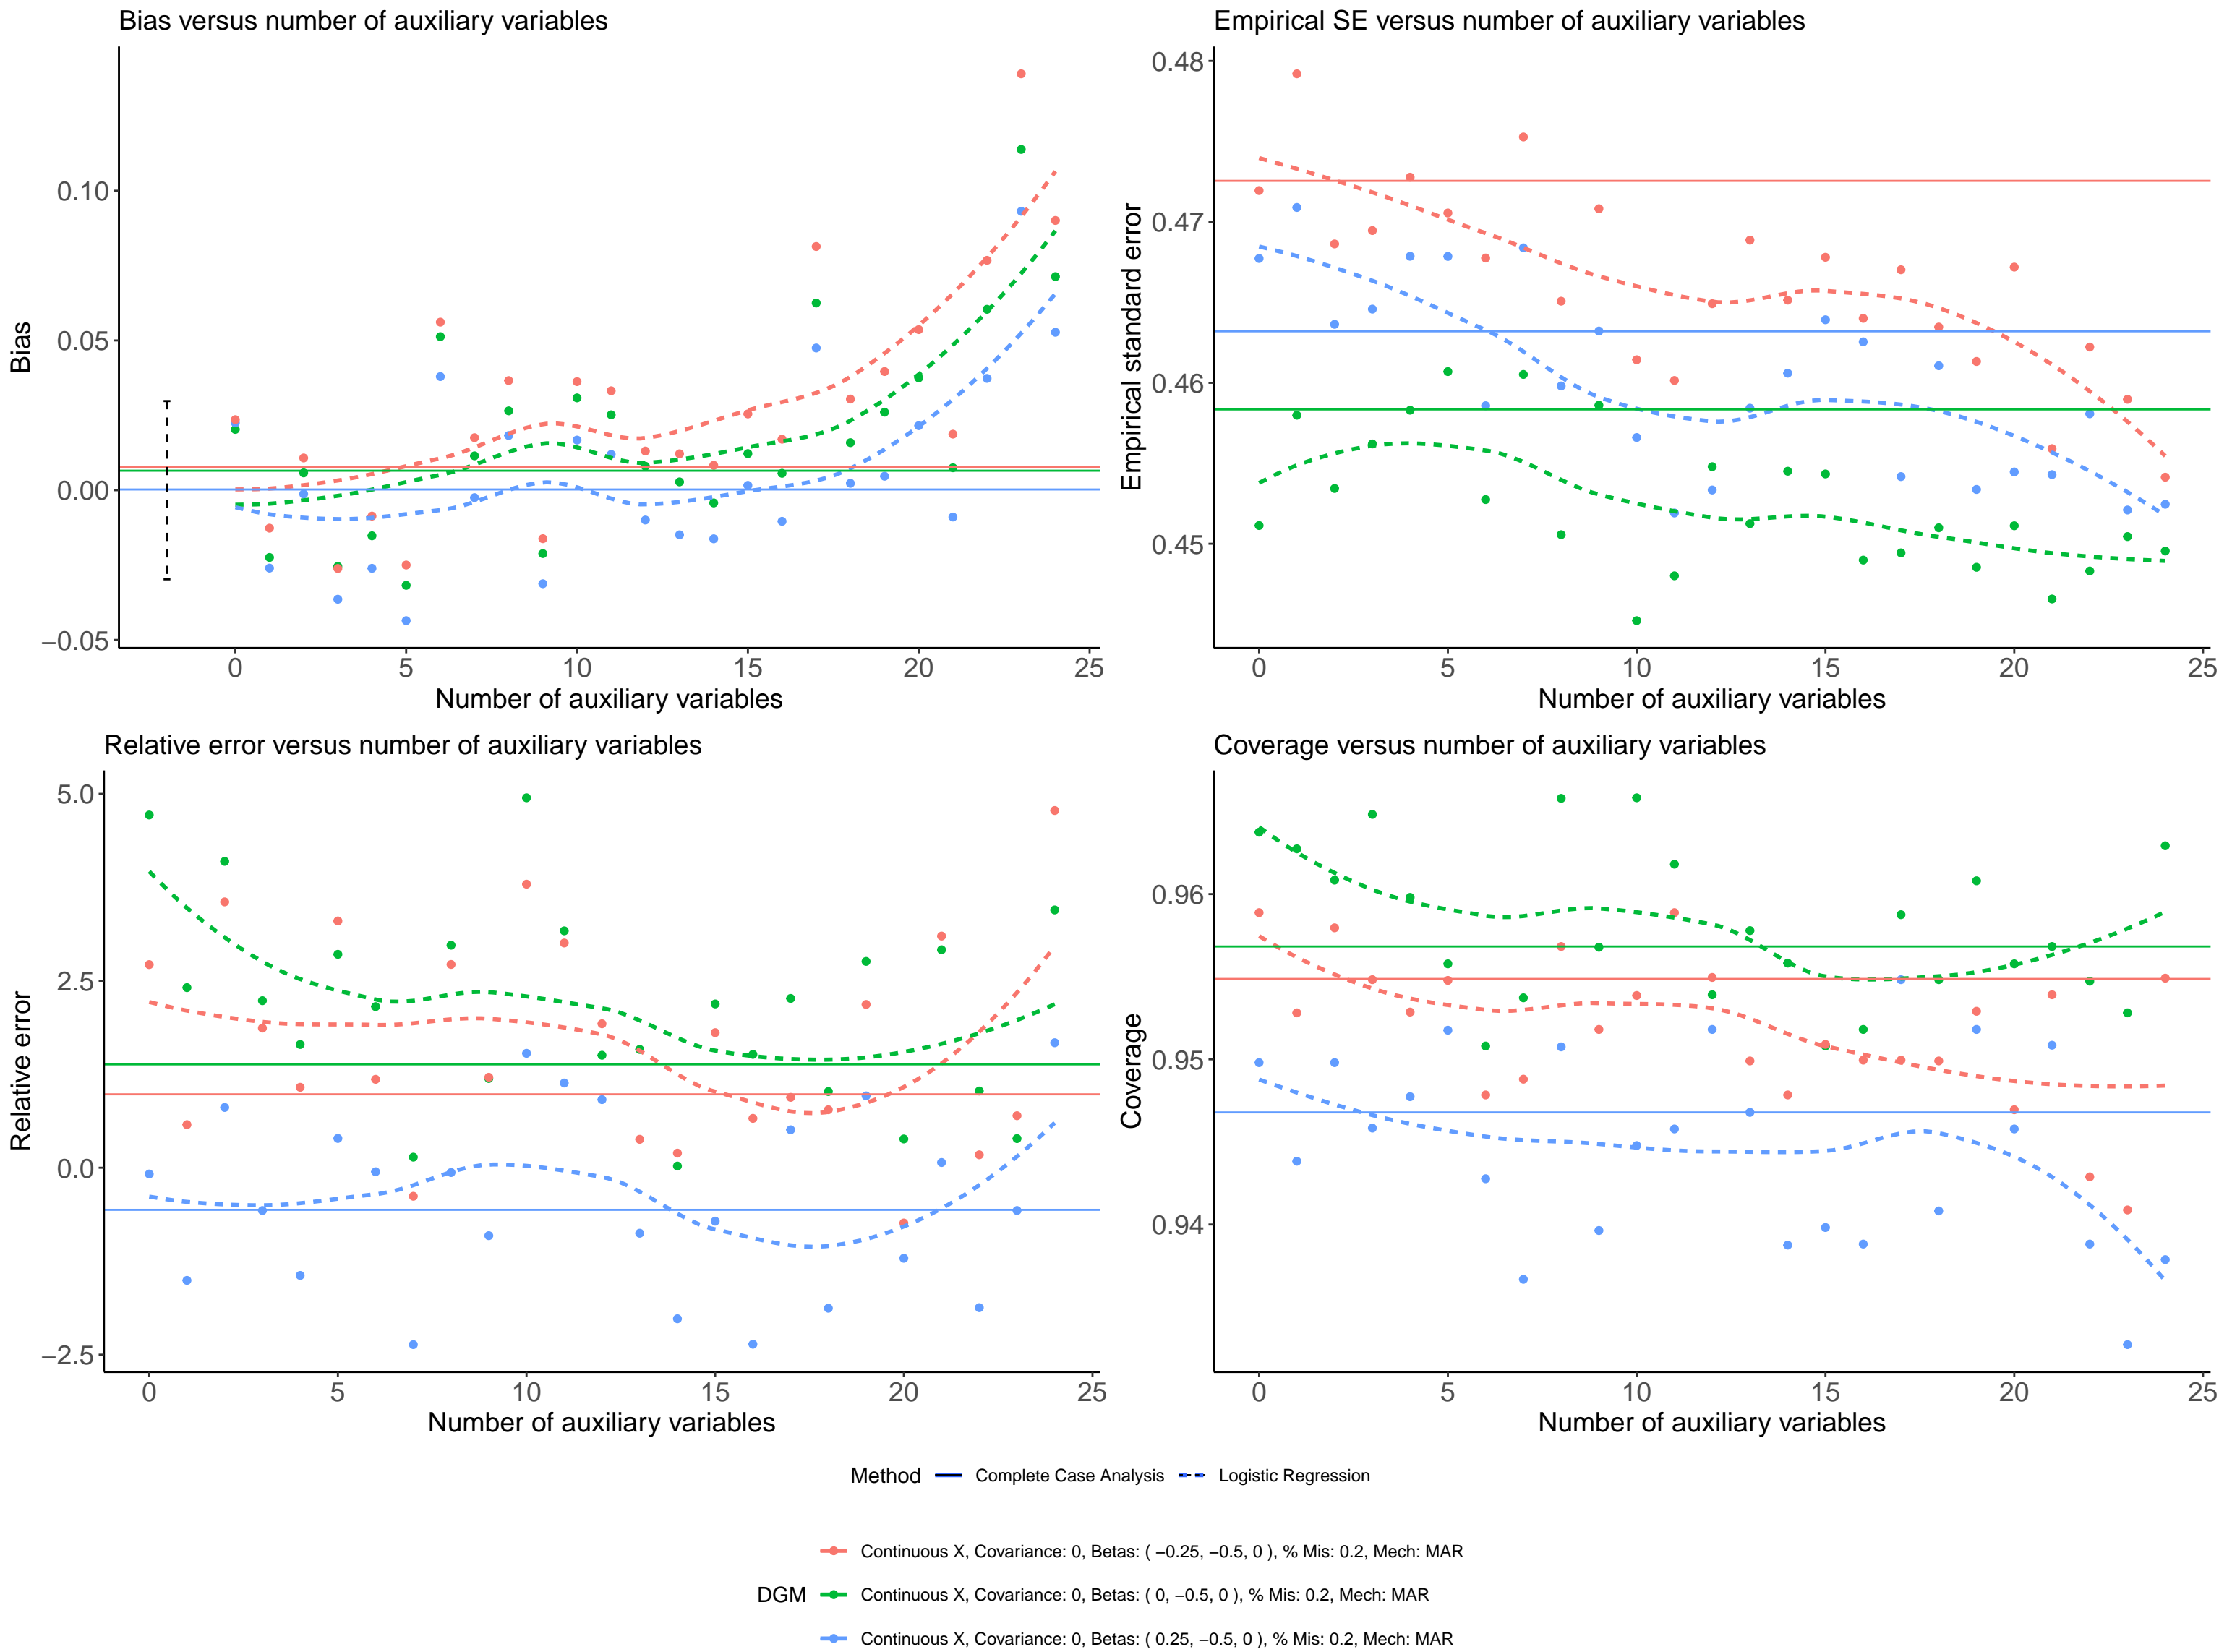 Bias versus number of auxiliary variables
0.10
0.05
0.00
−0.05
Bias
0 5 10 15 20 25
Number of auxiliary variables
Empirical SE versus number of auxiliary variables
0.48
0.47
0.46
0.45
Empirical standard error
0 5 10 15 20 25
Number of auxiliary variables
Relative error versus number of auxiliary variables
5.0
2.5
0.0
−2.5
Relative error
0 5 10 15 20 25
Number of auxiliary variables
Coverage versus number of auxiliary variables
0.96
0.95
0.94
Coverage
0 5 10 15 20 25
Number of auxiliary variables
Method Complete Case Analysis Logistic Regression
Continuous X, Covariance: 0, Betas: ( −0.25, −0.5, 0 ), % Mis: 0.2, Mech: MAR
DGM Continuous X, Covariance: 0, Betas: ( 0, −0.5, 0 ), % Mis: 0.2, Mech: MAR
Continuous X, Covariance: 0, Betas: ( 0.25, −0.5, 0 ), % Mis: 0.2, Mech: MAR